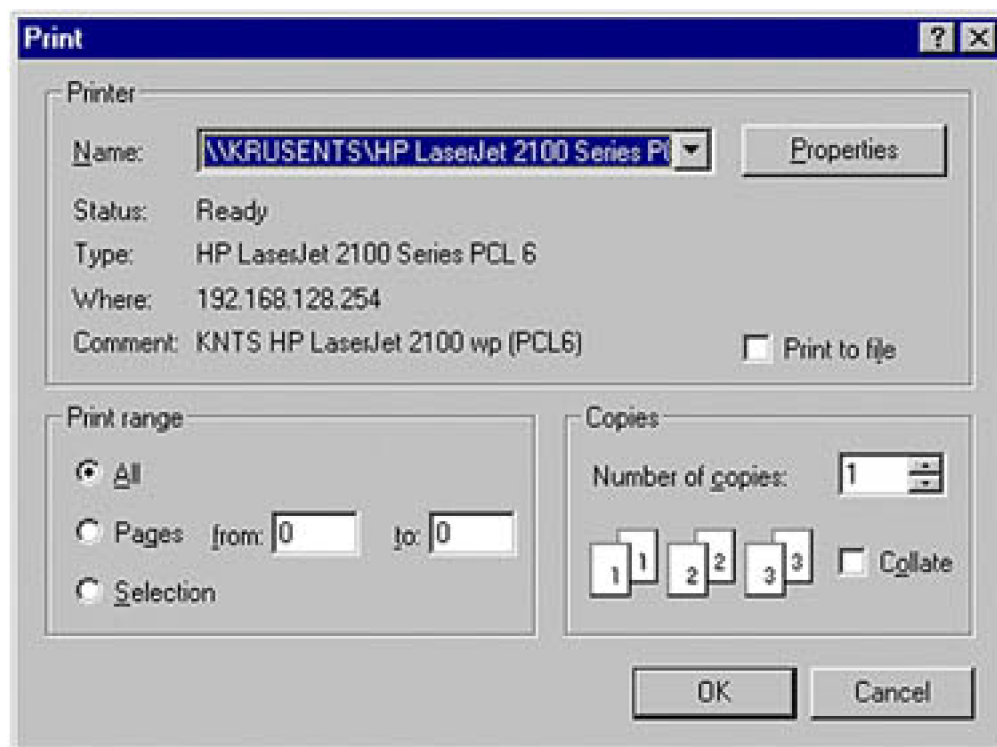 Print
Printer
Name: \\KRUSENTS\HP LaserJet 2100 Series P Properties
Status: Ready
Type: HP LaserJet 2100 Series PCL 6
Where: 192.168.128.254
Comment: KNTS HP LaserJet 2100 wp (PCL6) Print to file
Print range
All
Pages from: 0 to: 0
Selection
Copies
Number of copies: 1
1 1 2 2 3 3 Collate
OK Cancel